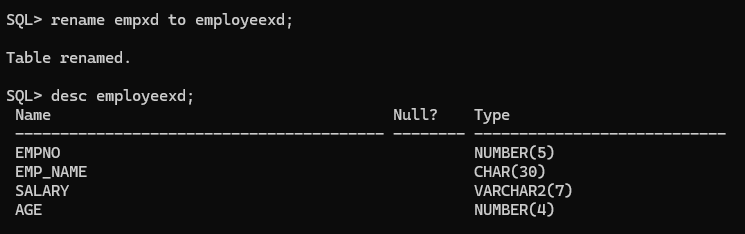 SQL> rename empxd to employeexd;
Table renamed.
SQL> desc employeexd;
Name Null? Type
----------------------------------------- -------- ----------------------------
EMPNO NUMBER(5)
EMP_NAME CHAR(30)
SALARY VARCHAR2(7)
AGE NUMBER(4)